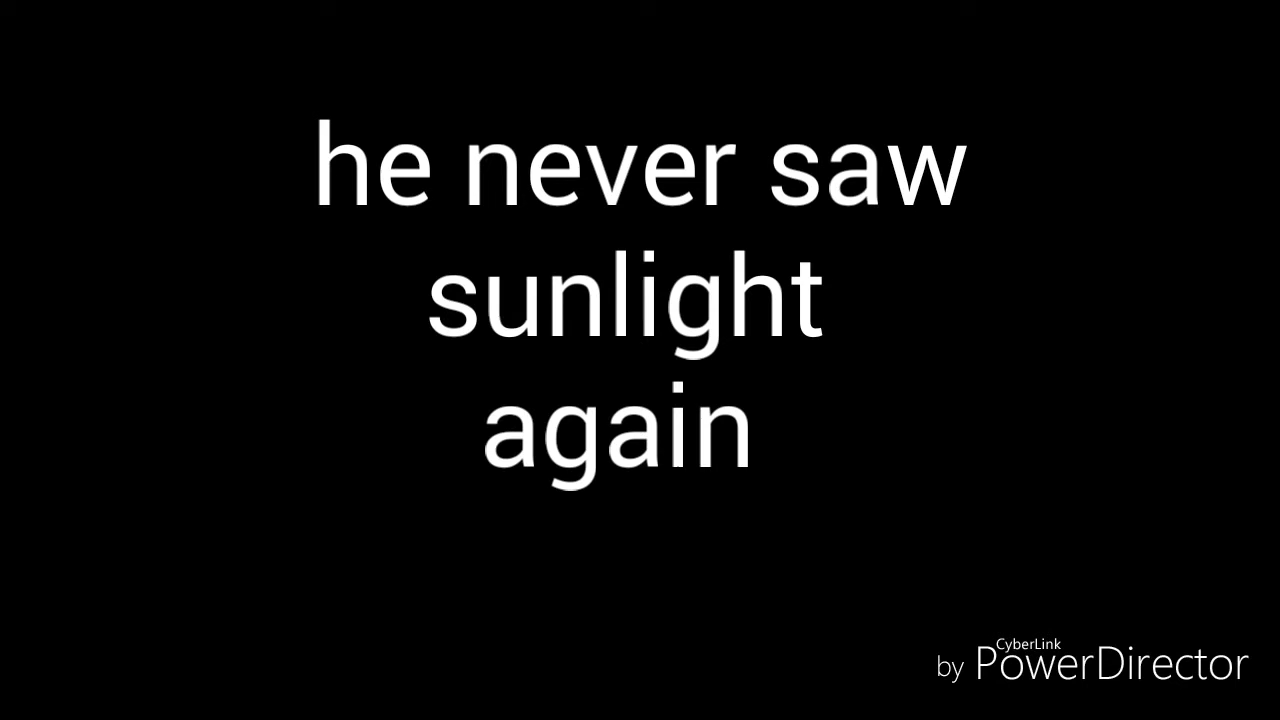 he never saw
sunlight
again
CyberLink
by PowerDirector